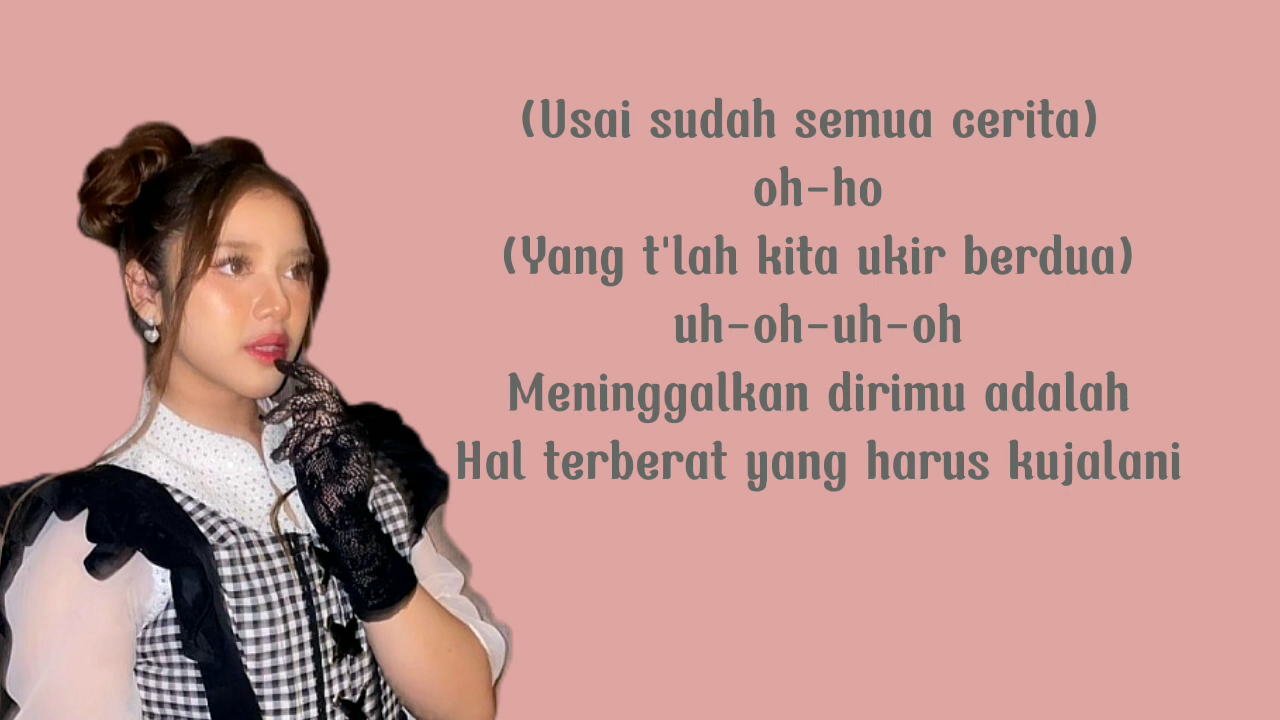 (Usai sudah semua cerita)
oh-ho
(Yang t'lah kita ukir berdua)
uh-oh-uh-oh
Meninggalkan dirimu adalah
Hal terberat yang harus kujalani